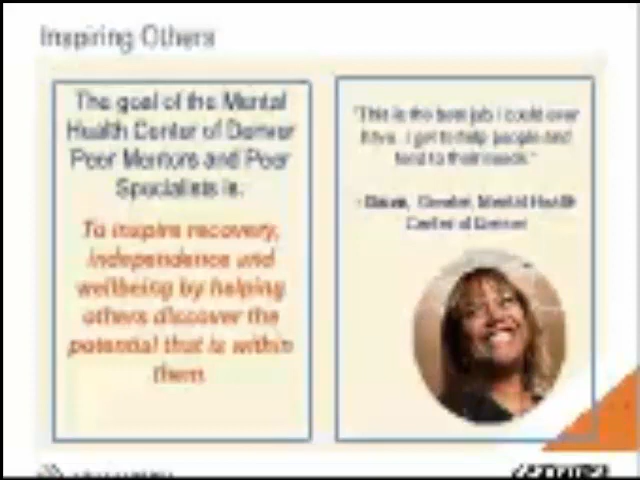 Inspiring Others
The goal of the Mental
Health Center of Denver
Peer Mentors and Peer
Specialists is:
To inspire recovery,
independence and
wellbeing by helping
others discover the
potential that is within
them
"This is the best job I could ever
have. I get to help people and
tend to their needs."
Mental Health
Center of Denver